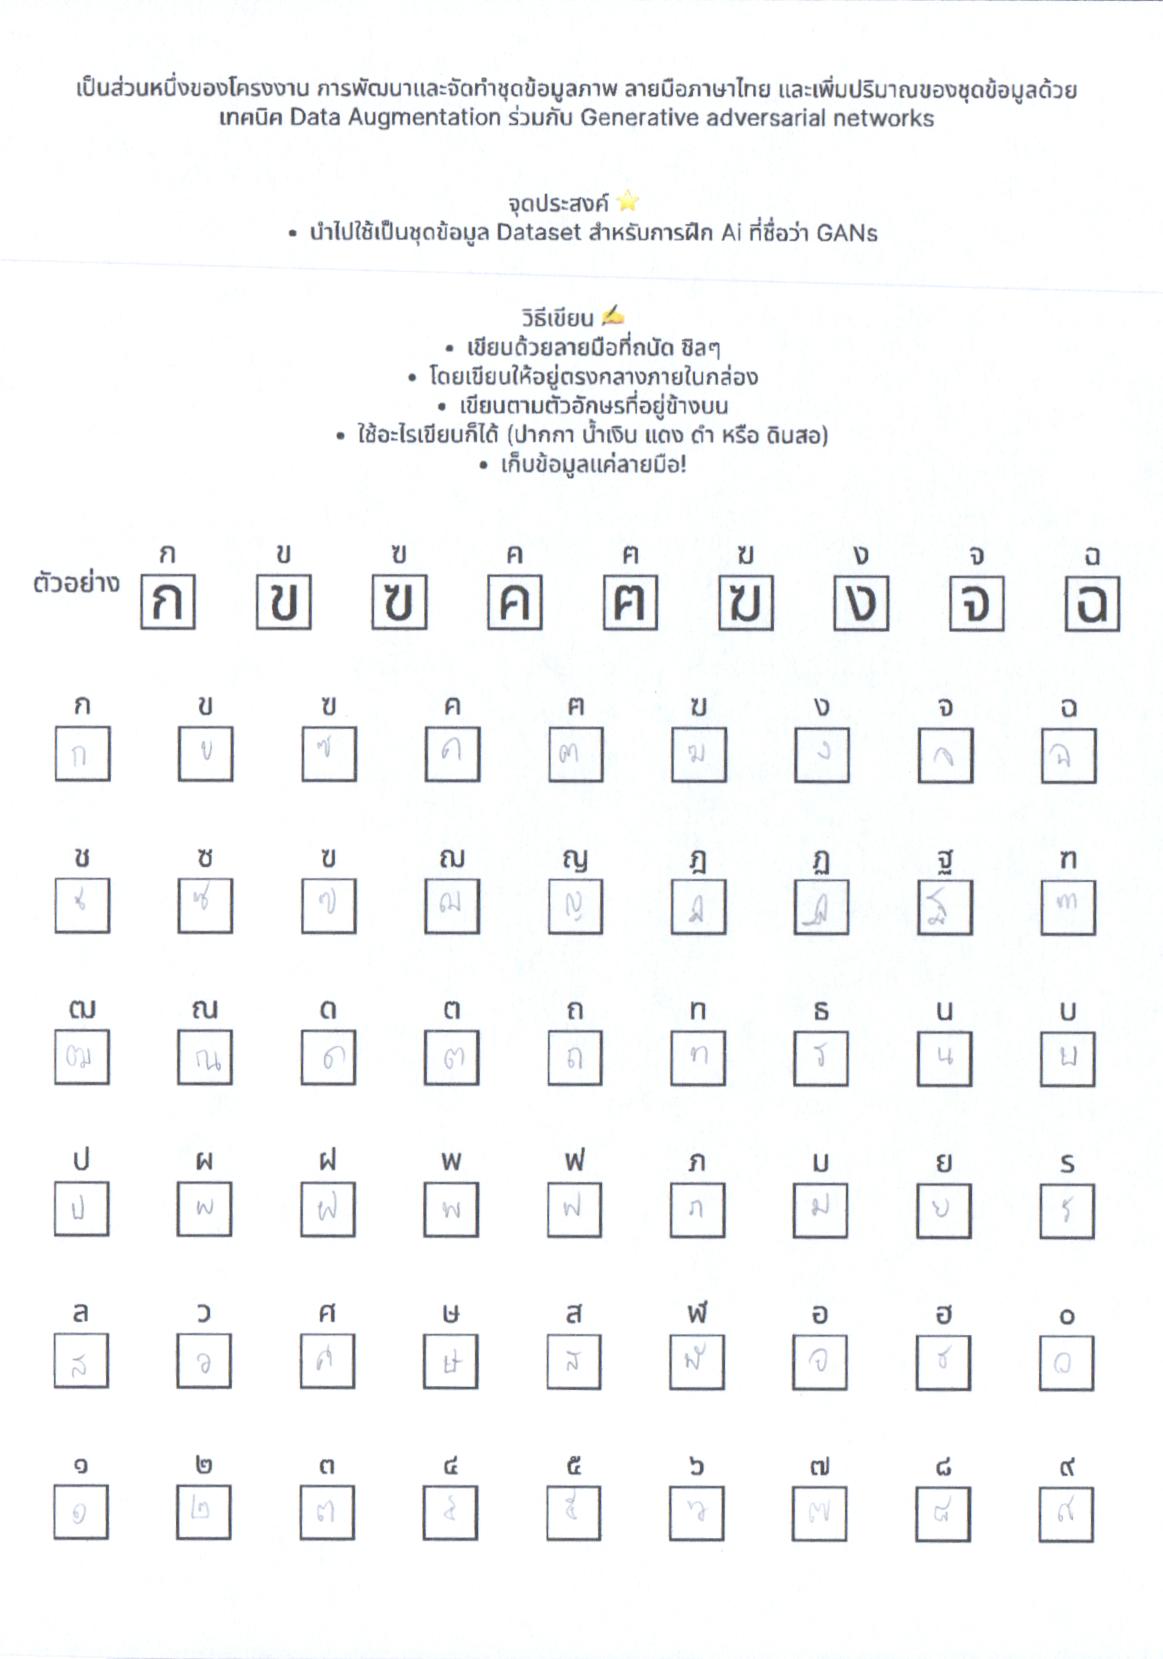 เป็นส่วนหนึ่งของโครงงาน การพัฒนาและจัดทำชุดข้อมูลภาพ ลายมือภาษาไทย และเพิ่มปริมาณของชุดข้อมูลด้วย
เทคนิค Data Augmentation ร่วมกับ Generative adversarial networks
จุดประสงค์ ⭐
• นำไปใช้เป็นชุดข้อมูล Dataset สำหรับการฝึก Ai ที่ชื่อว่า GANs
วิธีเขียน ✍️
• เขียนด้วยลายมือที่ถนัด ชิลๆ
• โดยเขียนให้อยู่ตรงกลางภายในกล่อง
• เขียนตามตัวอักษรที่อยู่ข้างบน
• ใช้อะไรเขียนก็ได้ (ปากกา น้ำเงิน แดง ดำ หรือ ดินสอ)
• เก็บข้อมูลแค่ลายมือ!
ก ข ฃ ค ฅ ฆ ง จ ฉ
ตัวอย่าง ก ข ฃ ค ฅ ฆ ง จ ฉ
ก ข ฃ ค ฅ ฆ ง จ ฉ
ก ข ฃ ค ฅ ฆ ง จ ฉ
ช ซ ฃ ฌ ญ ฎ ฏ ฐ ฑ
ช ซ ฃ ฌ ญ ฎ ฏ ฐ ฑ
ฒ ณ ด ต ถ ท ธ น บ
ฒ ณ ด ต ถ ท ธ น บ
ป ผ ฝ พ ฟ ภ ม ย ร
ป ผ ฝ พ ฟ ภ ม ย ร
ล ว ศ ษ ส ฬ อ ฮ ๐
ล ว ศ ษ ส ฬ อ ฮ ๐
๑ ๒ ๓ ๔ ๕ ๖ ๗ ๘ ๙
๑ ๒ ๓ ๔ ๕ ๖ ๗ ๘ ๙